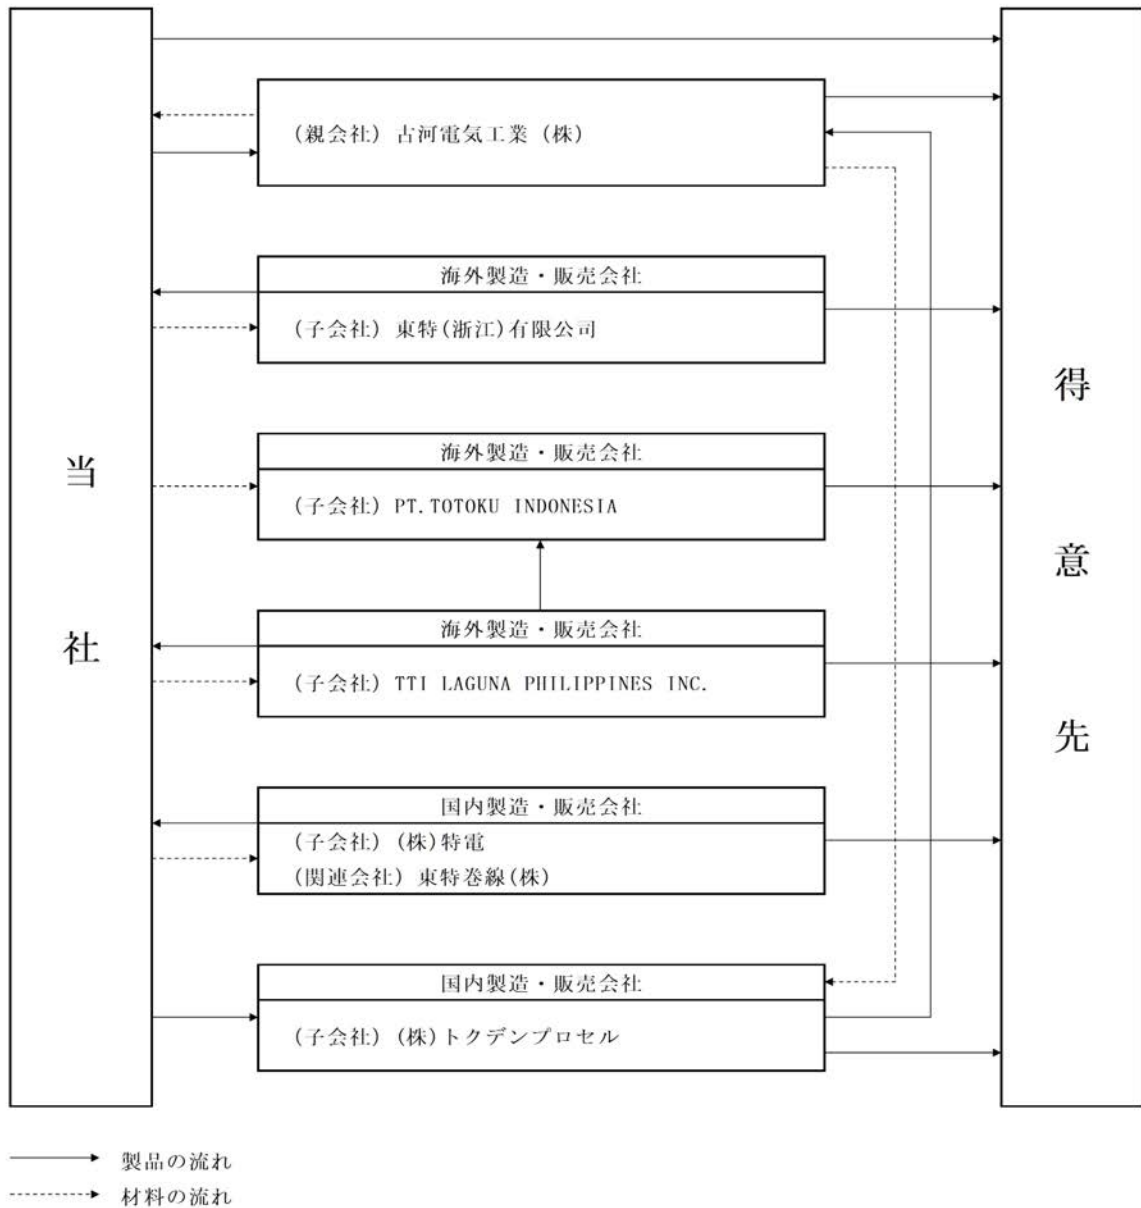 当社
(親会社) 古河電気工業 (株)
海外製造・販売会社
(子会社) 東特(浙江)有限公司
海外製造・販売会社
(子会社) PT.TOTOKU INDONESIA
海外製造・販売会社
(子会社) TTI LAGUNA PHILIPPINES INC.
国内製造・販売会社
(子会社) (株)特電
(関連会社) 東特巻線(株)
国内製造・販売会社
(子会社) (株)トクデンプロセル
得意先
製品の流れ
材料の流れ